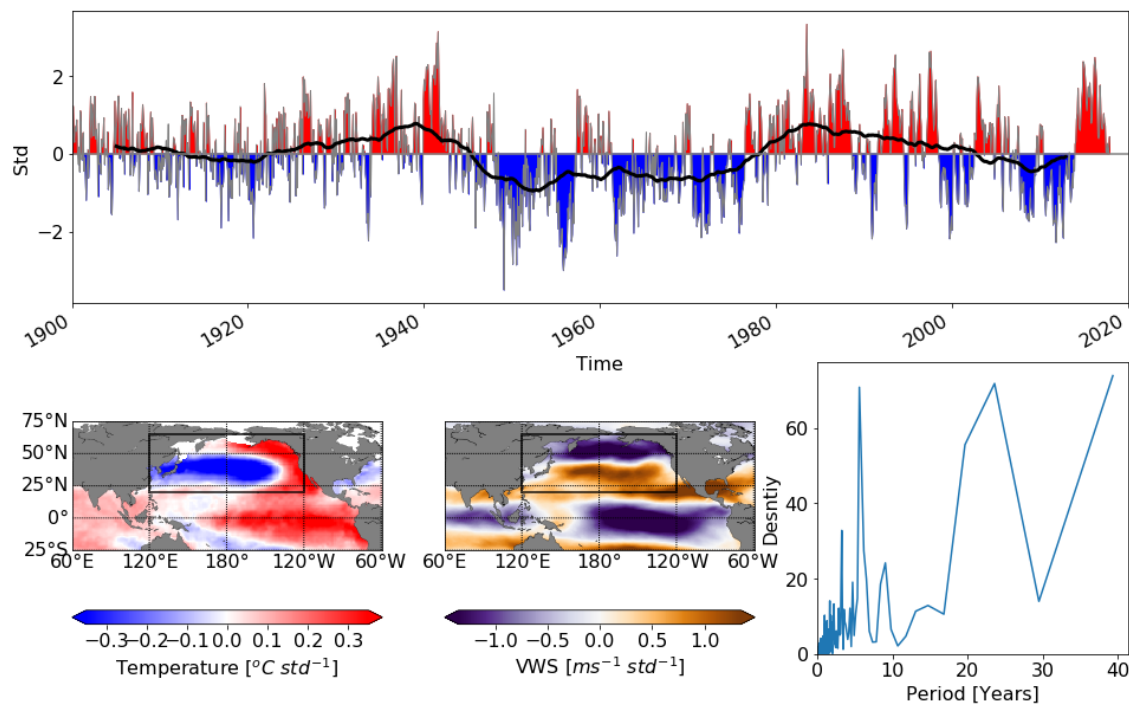 2
0
−2
Std
1900
1920
1940
1960
1980
2000
2020
Time
75°N
50°N
25°N
0°
25°S
60°E
120°E
180°
120°W
60°W
60°E
120°E
180°
120°W
60°W
−0.3
−0.2
−0.1
0.0
0.1
0.2
0.3
Temperature [°C std⁻¹]
−1.0
−0.5
0.0
0.5
1.0
VWS [ms⁻¹ std⁻¹]
60
40
20
0
Desntiy
0
10
20
30
40
Period [Years]